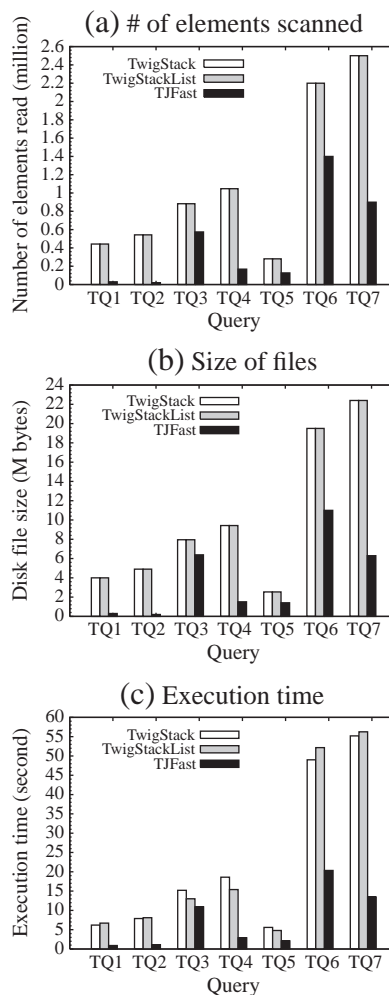 (a) # of elements scanned
Number of elements read (million)
2.6
2.4
2.2
2
1.8
1.6
1.4
1.2
1
0.8
0.6
0.4
0.2
0
TwigStack
TwigStackList
TJFast
TQ1 TQ2 TQ3 TQ4 TQ5 TQ6 TQ7
Query
(b) Size of files
Disk file size (M bytes)
24
22
20
18
16
14
12
10
8
6
4
2
0
TwigStack
TwigStackList
TJFast
TQ1 TQ2 TQ3 TQ4 TQ5 TQ6 TQ7
Query
(c) Execution time
Execution time (second)
60
55
50
45
40
35
30
25
20
15
10
5
0
TwigStack
TwigStackList
TJFast
TQ1 TQ2 TQ3 TQ4 TQ5 TQ6 TQ7
Query